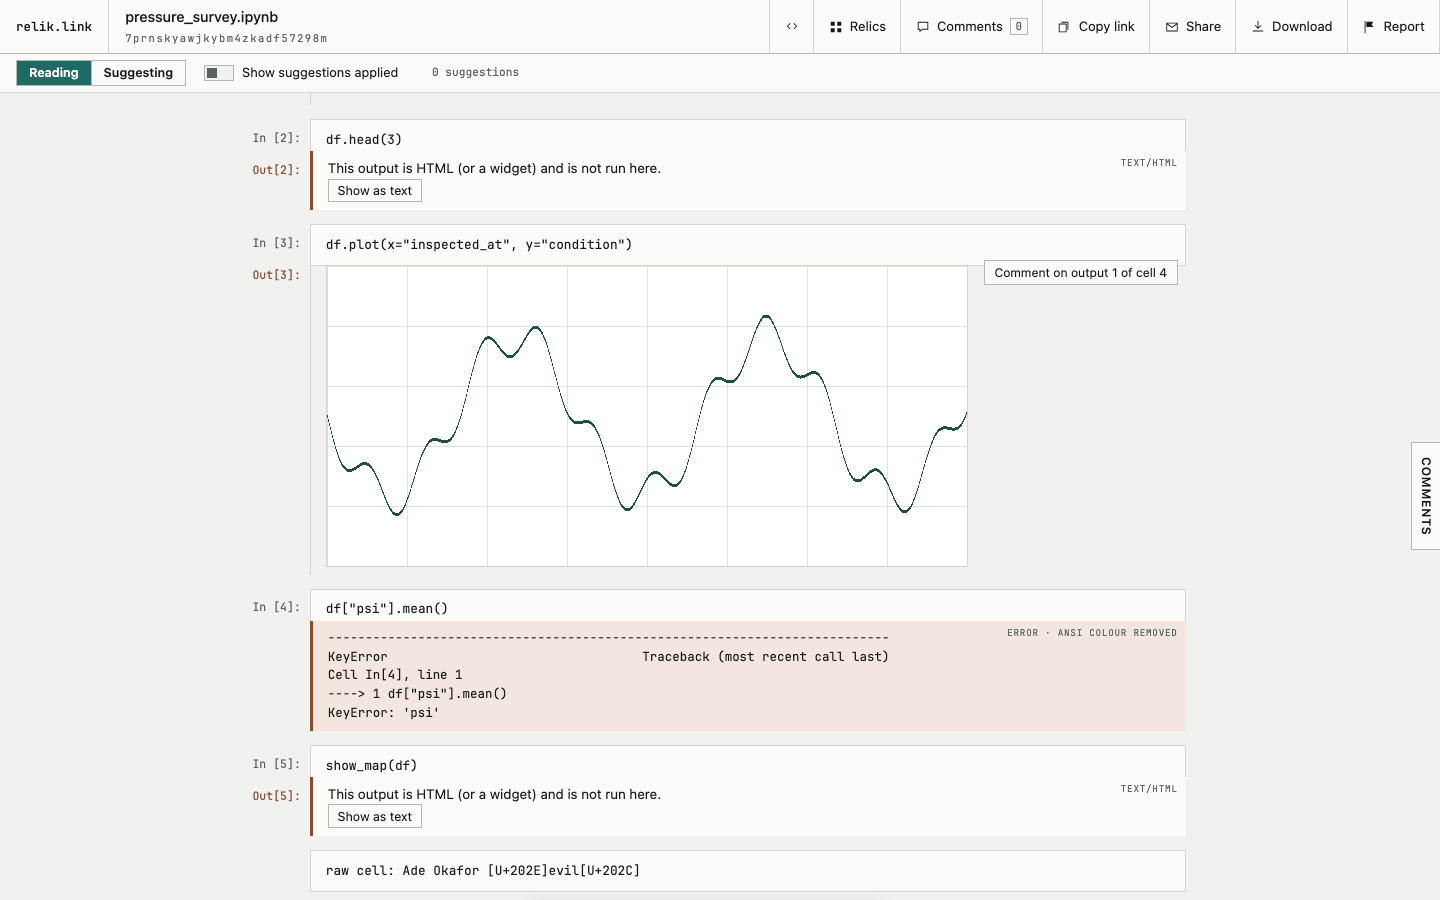 relik.link
pressure_survey.ipynb
7prnskyawjkybm4zkadf57298m
Relics
Comments 0
Copy link
Share
Download
Report
Reading
Suggesting
Show suggestions applied
0 suggestions
In [2]:
df.head(3)
Out[2]:
This output is HTML (or a widget) and is not run here.
TEXT/HTML
Show as text
In [3]:
df.plot(x="inspected_at", y="condition")
Out[3]:
Comment on output 1 of cell 4
COMMENTS
In [4]:
df["psi"].mean()
ERROR · ANSI COLOUR REMOVED
---------------------------------------------------------------------------
KeyError                                  Traceback (most recent call last)
Cell In[4], line 1
----> 1 df["psi"].mean()
KeyError: 'psi'
In [5]:
show_map(df)
Out[5]:
This output is HTML (or a widget) and is not run here.
TEXT/HTML
Show as text
raw cell: Ade Okafor [U+202E]evil[U+202C]